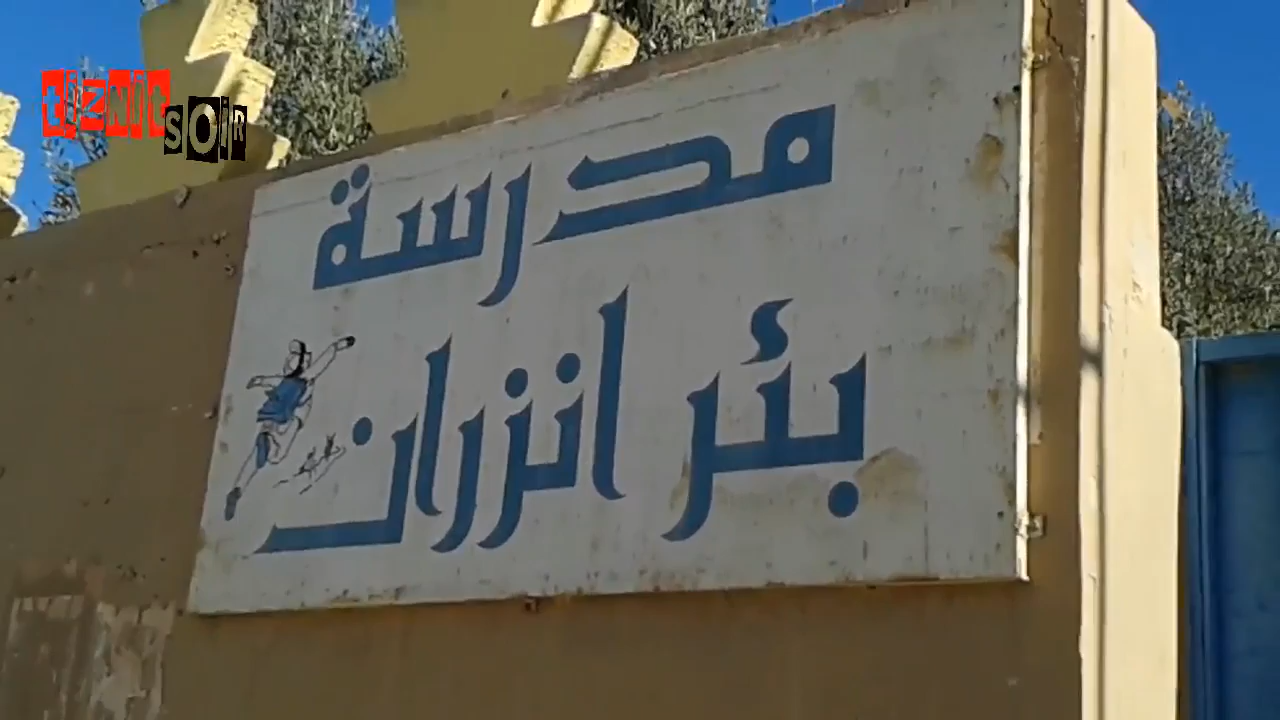 tiznit
soir
مدرسة
بئر انزران